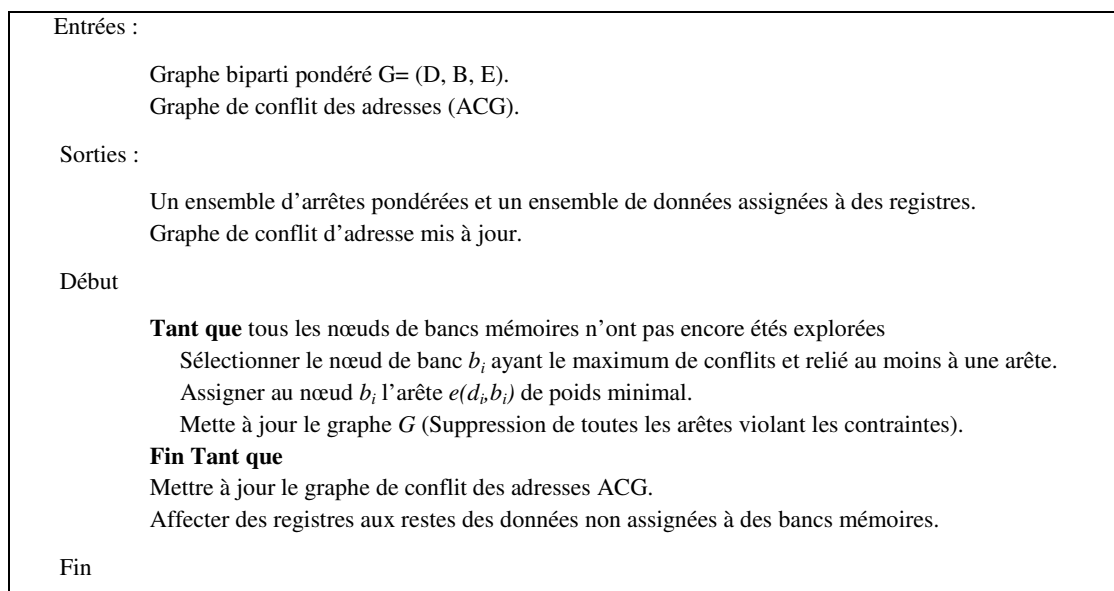 Entrées :
Graphe biparti pondéré G= (D, B, E).
Graphe de conflit des adresses (ACG).
Sorties :
Un ensemble d'arrêtes pondérées et un ensemble de données assignées à des registres.
Graphe de conflit d'adresse mis à jour.
Début
Tant que tous les nœuds de bancs mémoires n'ont pas encore étés explorées
Sélectionner le nœud de banc bi ayant le maximum de conflits et relié au moins à une arête.
Assigner au nœud bi l'arête e(di,bi) de poids minimal.
Mette à jour le graphe G (Suppression de toutes les arêtes violant les contraintes).
Fin Tant que
Mettre à jour le graphe de conflit des adresses ACG.
Affecter des registres aux restes des données non assignées à des bancs mémoires.
Fin